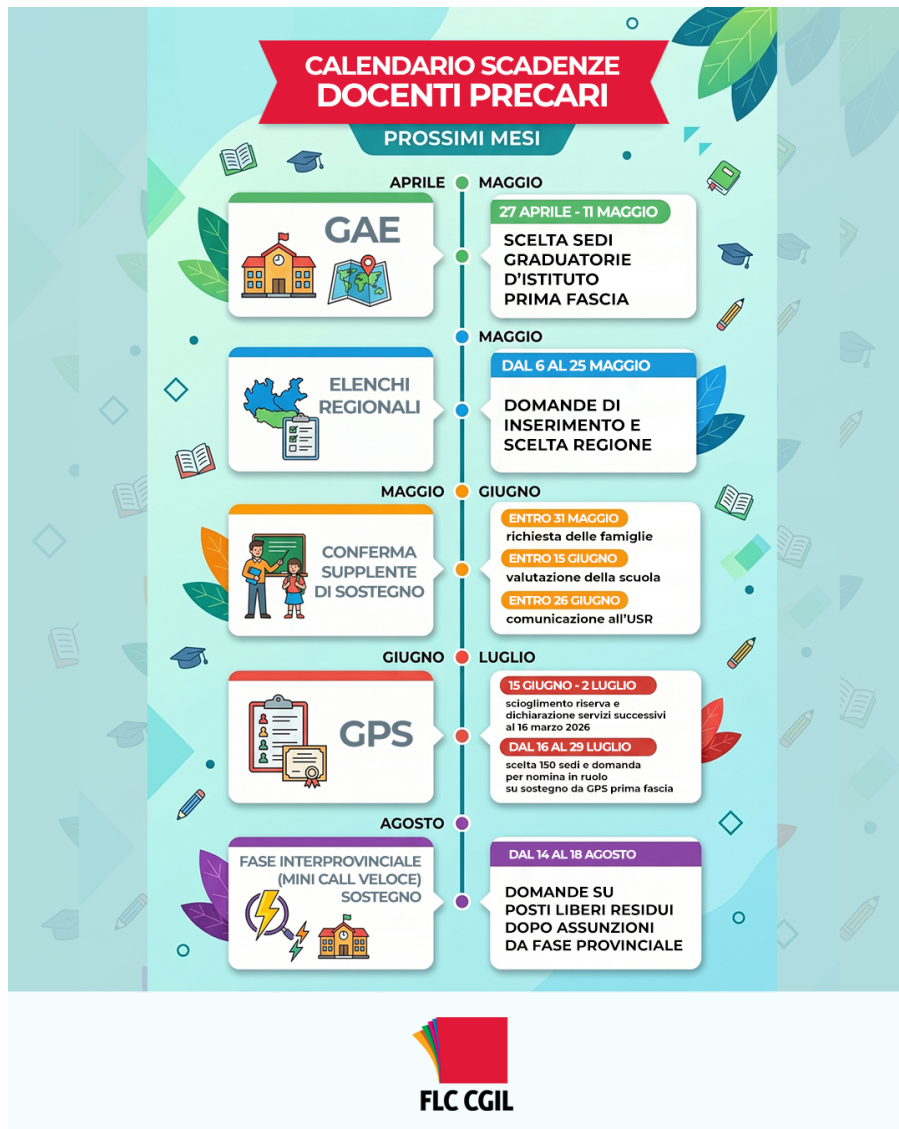 CALENDARIO SCADENZE
DOCENTI PRECARI
PROSSIMI MESI
APRILE
MAGGIO
GAE
27 APRILE - 11 MAGGIO
SCELTA SEDI
GRADUATORIE
D'ISTITUTO
PRIMA FASCIA
MAGGIO
ELENCHI
REGIONALI
DAL 6 AL 25 MAGGIO
DOMANDE DI
INSERIMENTO E
SCELTA REGIONE
MAGGIO
GIUGNO
CONFERMA
SUPPLENTE
DI SOSTEGNO
ENTRO 31 MAGGIO
richiesta delle famiglie
ENTRO 15 GIUGNO
valutazione della scuola
ENTRO 26 GIUGNO
comunicazione all'USR
GIUGNO
LUGLIO
GPS
15 GIUGNO - 2 LUGLIO
scioglimento riserva e
dichiarazione servizi successivi
al 16 marzo 2026
DAL 16 AL 29 LUGLIO
scelta 150 sedi e domanda
per nomina in ruolo
su sostegno da GPS prima fascia
AGOSTO
FASE INTERPROVINCIALE
(MINI CALL VELOCE)
SOSTEGNO
DAL 14 AL 18 AGOSTO
DOMANDE SU
POSTI LIBERI RESIDUI
DOPO ASSUNZIONI
DA FASE PROVINCIALE
FLC CGIL